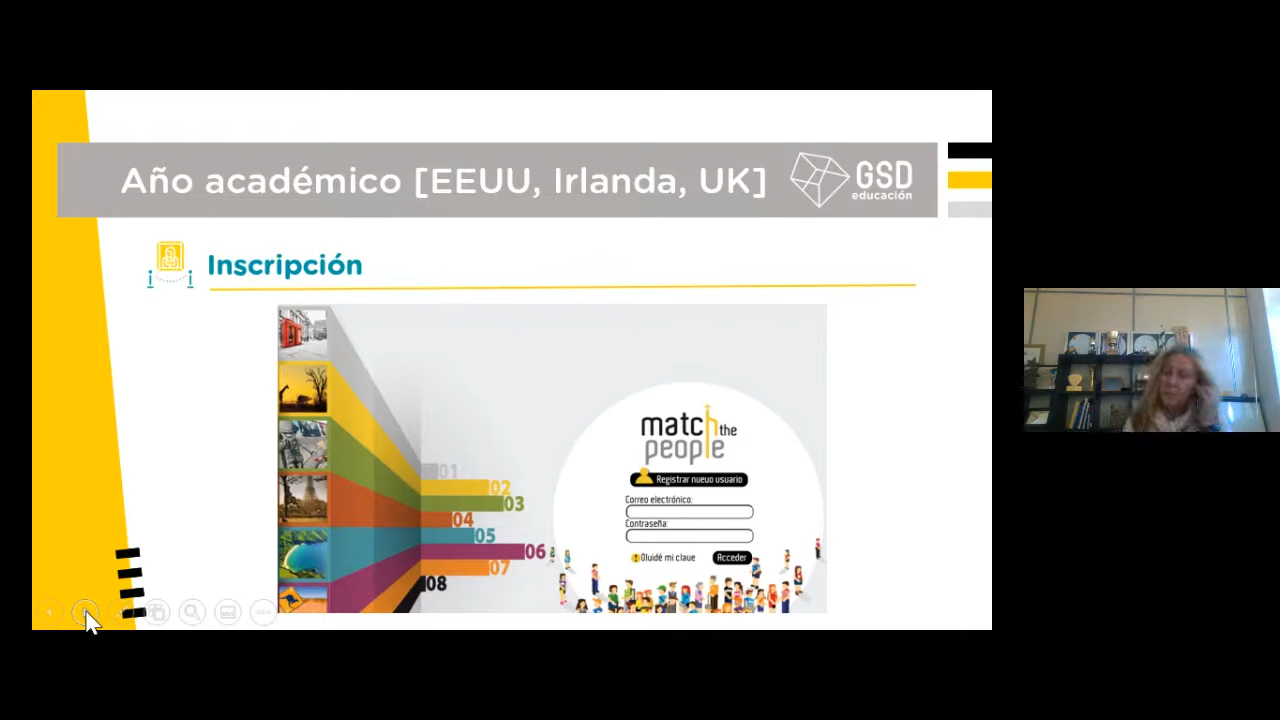 Año académico [EEUU, Irlanda, UK]
GSD
educación
Inscripción
match the
people
Registrar nuevo usuario
Correo electrónico:
Contraseña:
Olvidé mi clave
Acceder
01
02
03
04
05
06
07
08